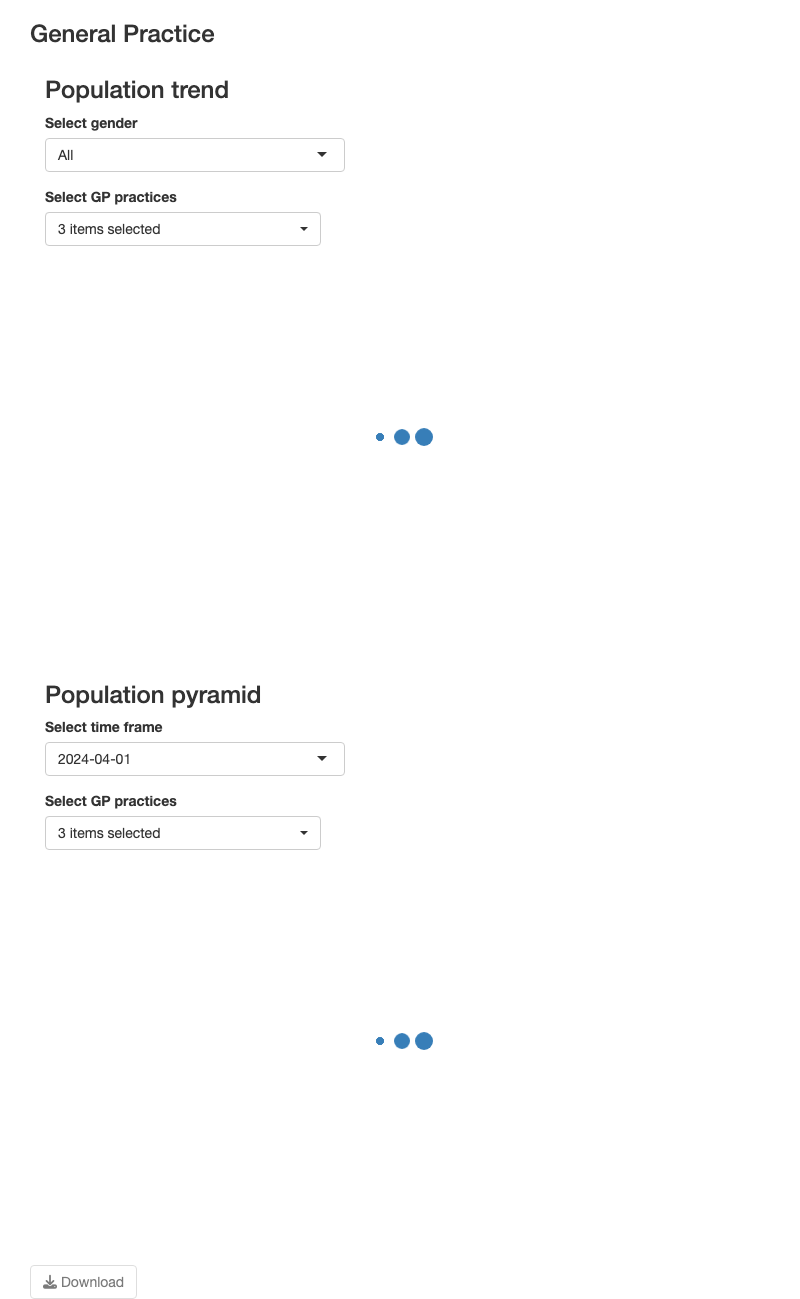 General Practice
Population trend
Select gender
All
Select GP practices
3 items selected
Population pyramid
Select time frame
2024-04-01
Select GP practices
3 items selected
Download